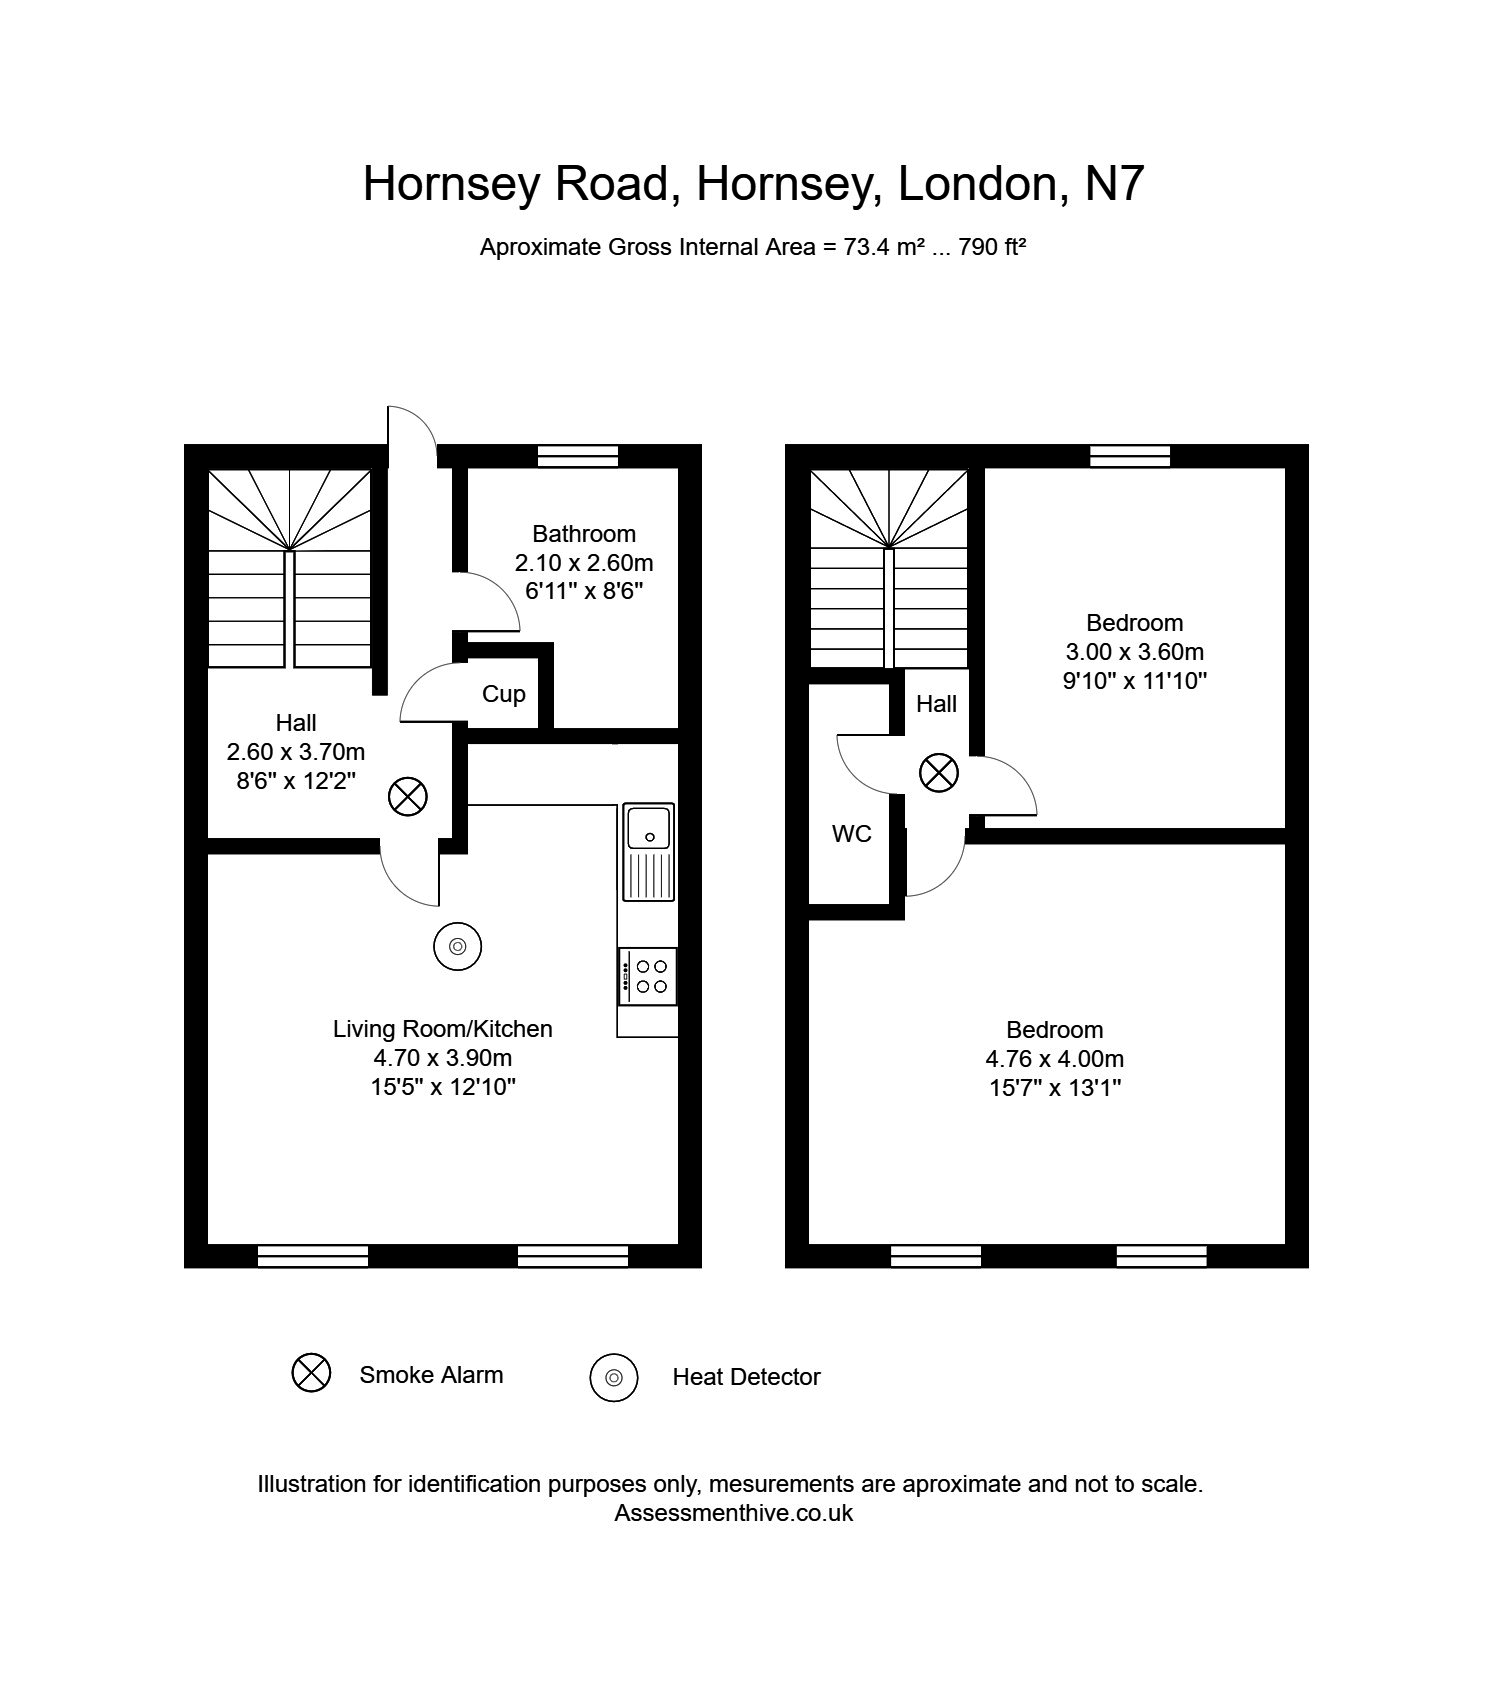 Hornsey Road, Hornsey, London, N7
Aproximate Gross Internal Area = 73.4 m² ... 790 ft²
Bathroom
2.10 x 2.60m
6'11" x 8'6"
Cup
Hall
2.60 x 3.70m
8'6" x 12'2"
Living Room/Kitchen
4.70 x 3.90m
15'5" x 12'10"
Bedroom
3.00 x 3.60m
9'10" x 11'10"
Hall
WC
Bedroom
4.76 x 4.00m
15'7" x 13'1"
Smoke Alarm
Heat Detector
Illustration for identification purposes only, mesurements are aproximate and not to scale.
Assessmenthive.co.uk